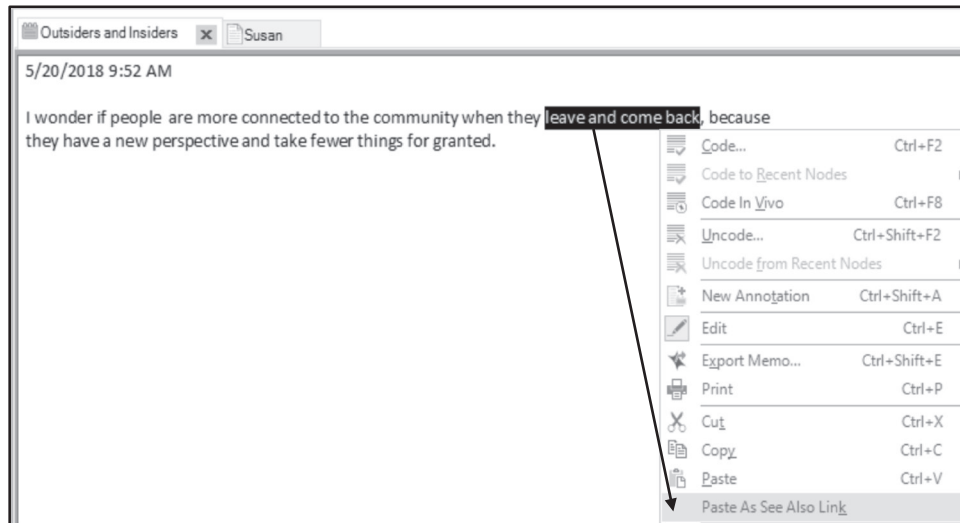 Outsiders and Insiders x Susan
5/20/2018 9:52 AM
I wonder if people are more connected to the community when they leave and come back, because
they have a new perspective and take fewer things for granted.
Code... Ctrl+F2
Code to Recent Nodes
Code In Vivo Ctrl+F8
Uncode... Ctrl+Shift+F2
Uncode from Recent Nodes
New Annotation Ctrl+Shift+A
Edit Ctrl+E
Export Memo... Ctrl+Shift+E
Print Ctrl+P
Cut Ctrl+X
Copy Ctrl+C
Paste Ctrl+V
Paste As See Also Link